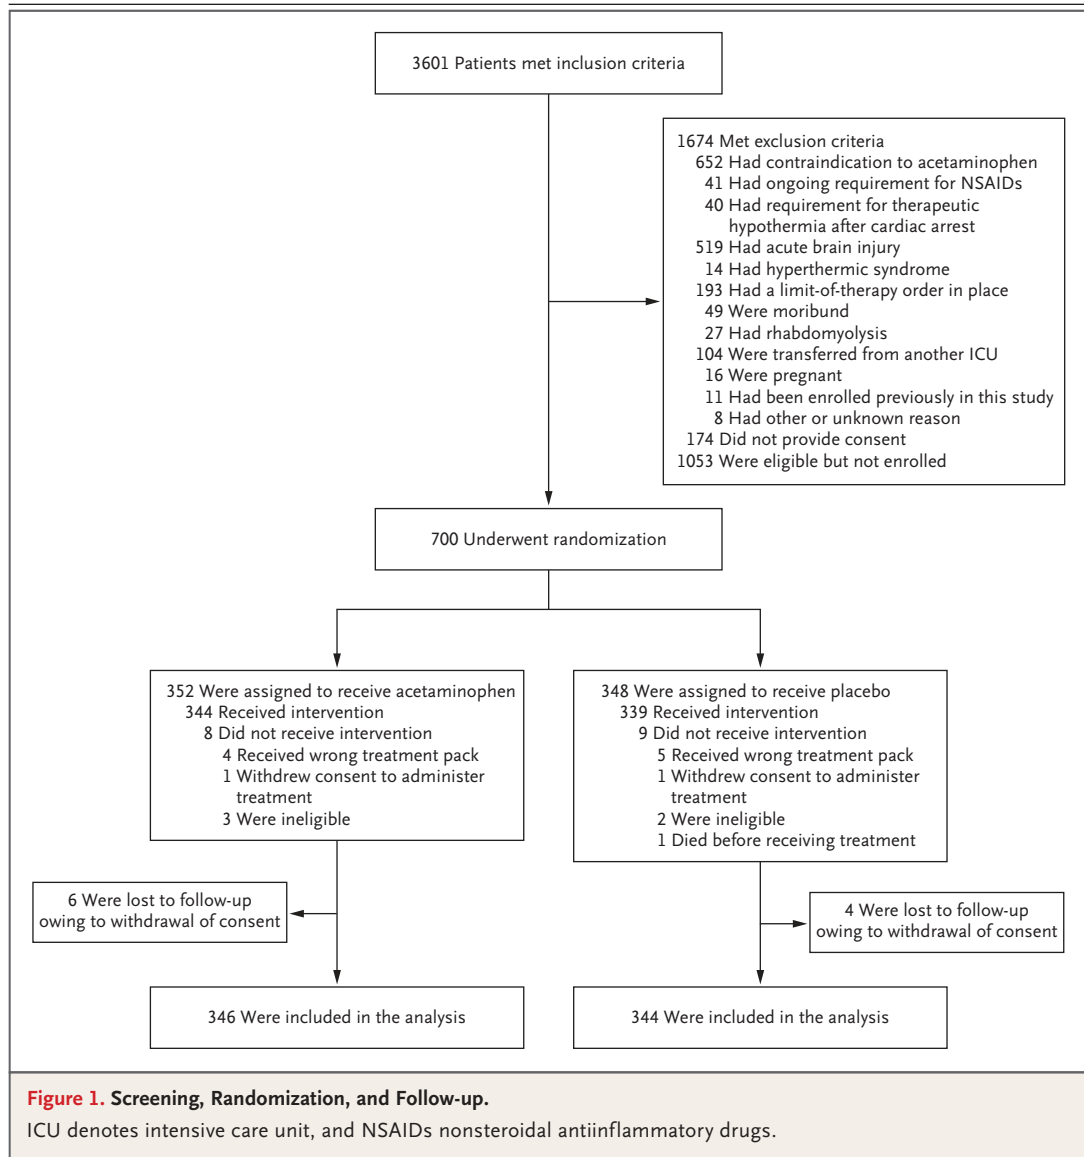 3601 Patients met inclusion criteria
1674 Met exclusion criteria
652 Had contraindication to acetaminophen
41 Had ongoing requirement for NSAIDs
40 Had requirement for therapeutic
hypothermia after cardiac arrest
519 Had acute brain injury
14 Had hyperthermic syndrome
193 Had a limit-of-therapy order in place
49 Were moribund
27 Had rhabdomyolysis
104 Were transferred from another ICU
16 Were pregnant
11 Had been enrolled previously in this study
8 Had other or unknown reason
174 Did not provide consent
1053 Were eligible but not enrolled
700 Underwent randomization
352 Were assigned to receive acetaminophen
344 Received intervention
8 Did not receive intervention
4 Received wrong treatment pack
1 Withdrew consent to administer
treatment
3 Were ineligible
348 Were assigned to receive placebo
339 Received intervention
9 Did not receive intervention
5 Received wrong treatment pack
1 Withdrew consent to administer
treatment
2 Were ineligible
1 Died before receiving treatment
6 Were lost to follow-up
owing to withdrawal of consent
4 Were lost to follow-up
owing to withdrawal of consent
346 Were included in the analysis
344 Were included in the analysis
Figure 1. Screening, Randomization, and Follow-up.
ICU denotes intensive care unit, and NSAIDs nonsteroidal antiinflammatory drugs.